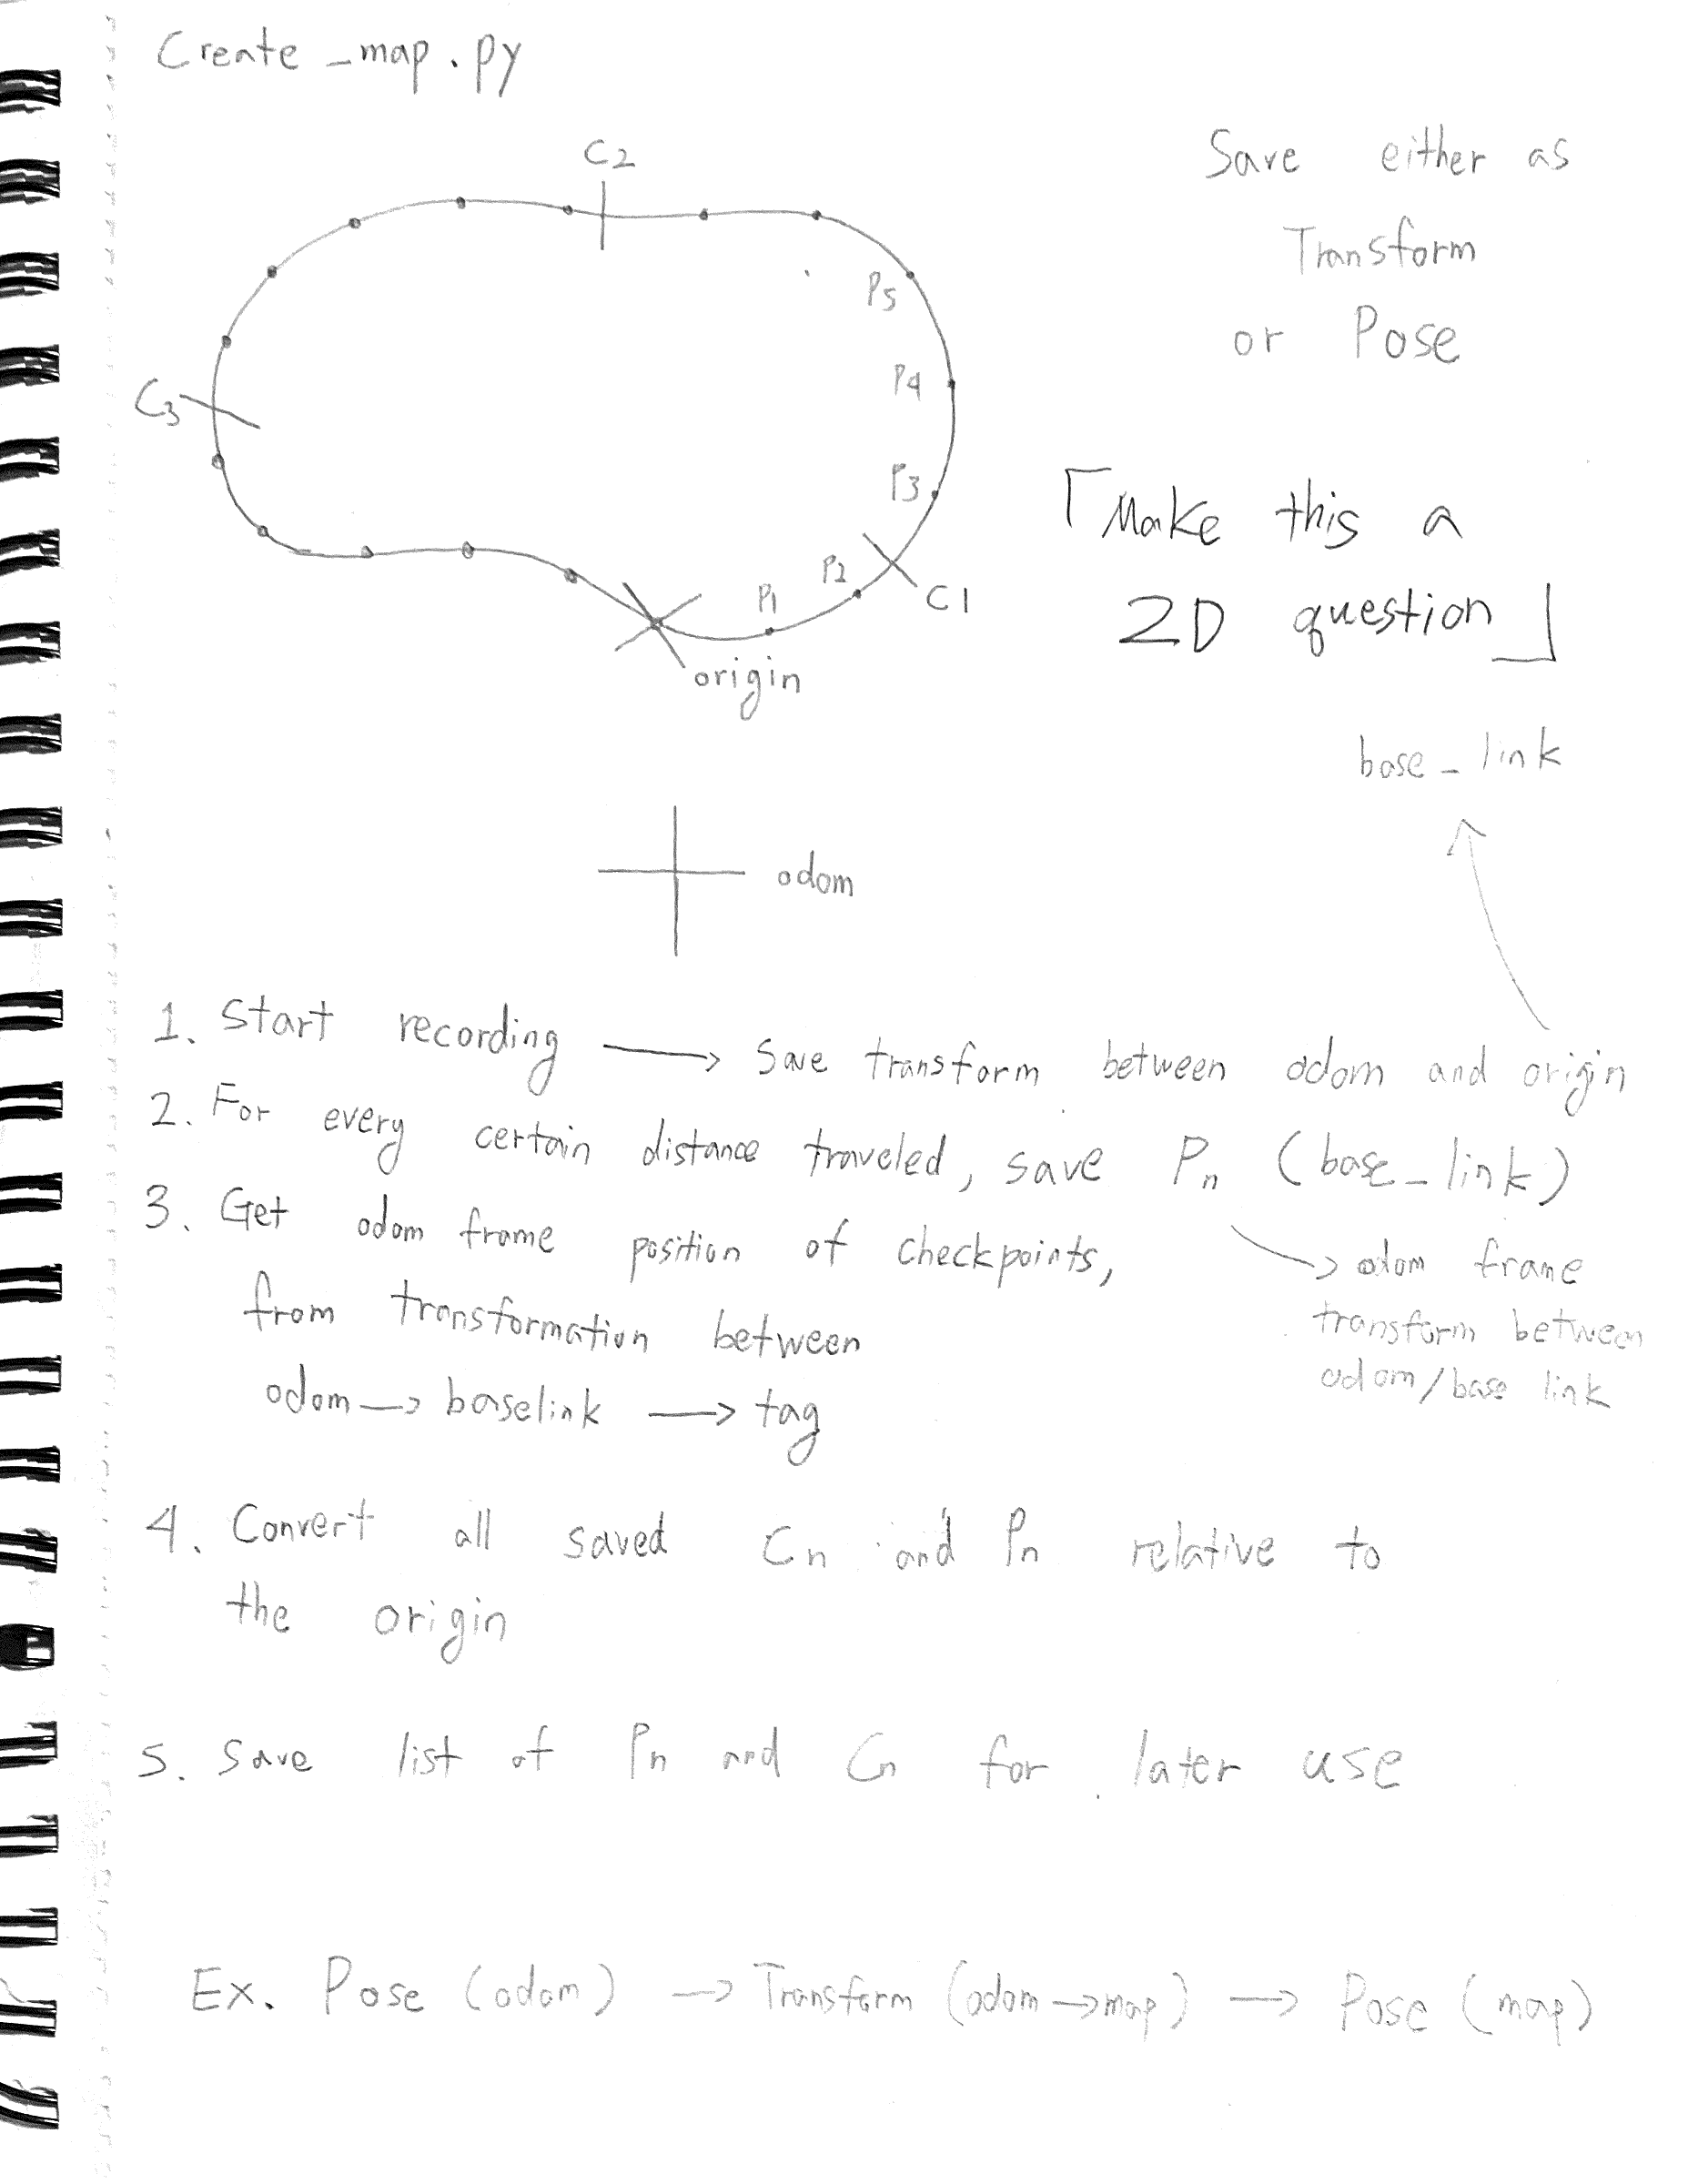 Create_map.py
C2
Save either as
Transform
or Pose
P5
P4
C3
P3
「Make this a
2D question」
P2
P1
C1
origin
base_link
odom
1. Start recording → Save transform between odom and origin
2. For every certain distance traveled, save Pn (base_link)
3. Get odom frame position of checkpoints,
from transformation between
odom → baselink → tag
→ odom frame
transform between
odom/base link
4. Convert all saved Cn and Pn relative to
the origin
5. Save list of Pn and Cn for later use
Ex. Pose (odom) → Transform (odom→map) → Pose (map)